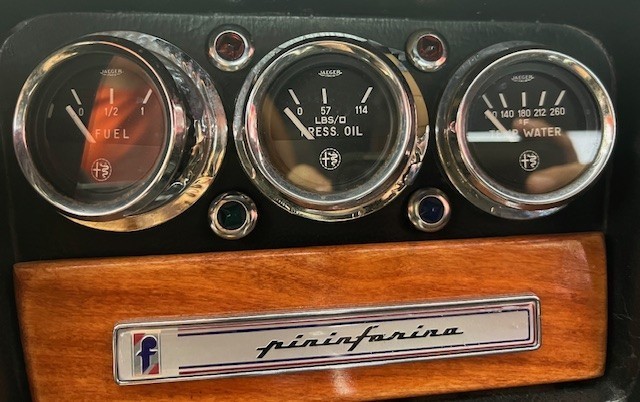 JAEGER
0 1/2 1
FUEL
JAEGER
0 57 114
LBS/□
PRESS. OIL
JAEGER
140 180 212 260
°F
TEMP WATER
f
pininfarina